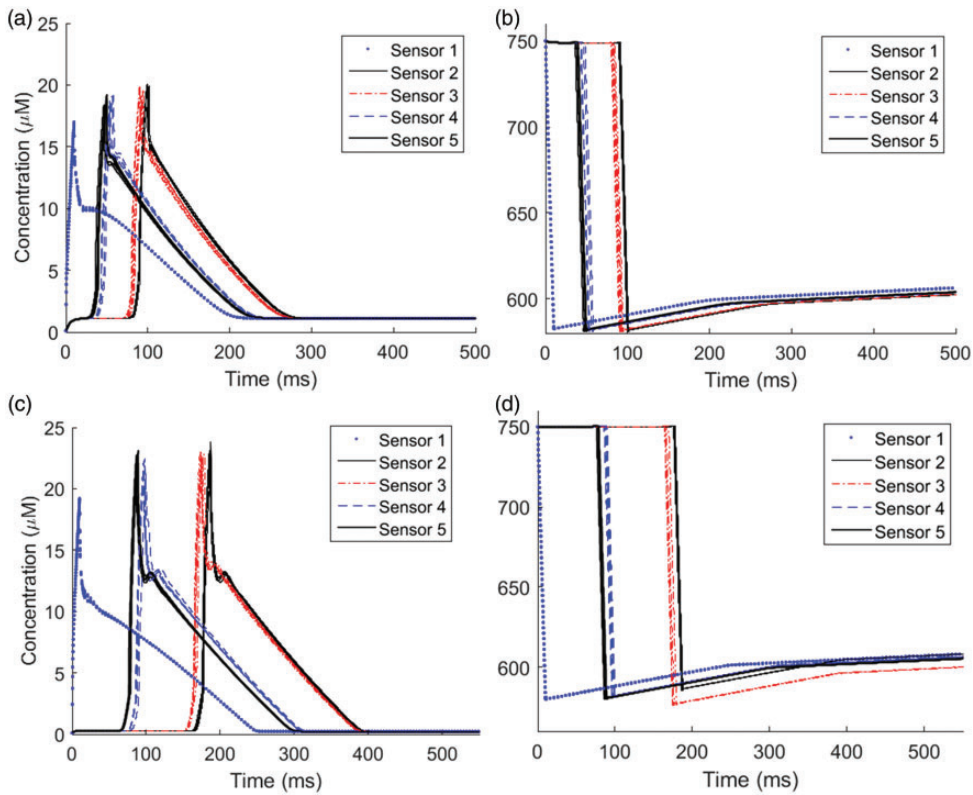 (a)
Concentration (μM)
25
20
15
10
5
0
0 100 200 300 400 500
Time (ms)
Sensor 1
Sensor 2
Sensor 3
Sensor 4
Sensor 5
(b)
750
700
650
600
0 100 200 300 400 500
Time (ms)
Sensor 1
Sensor 2
Sensor 3
Sensor 4
Sensor 5
(c)
Concentration (μM)
25
20
15
10
5
0
0 100 200 300 400 500
Time (ms)
Sensor 1
Sensor 2
Sensor 3
Sensor 4
Sensor 5
(d)
750
700
650
600
0 100 200 300 400 500
Time (ms)
Sensor 1
Sensor 2
Sensor 3
Sensor 4
Sensor 5